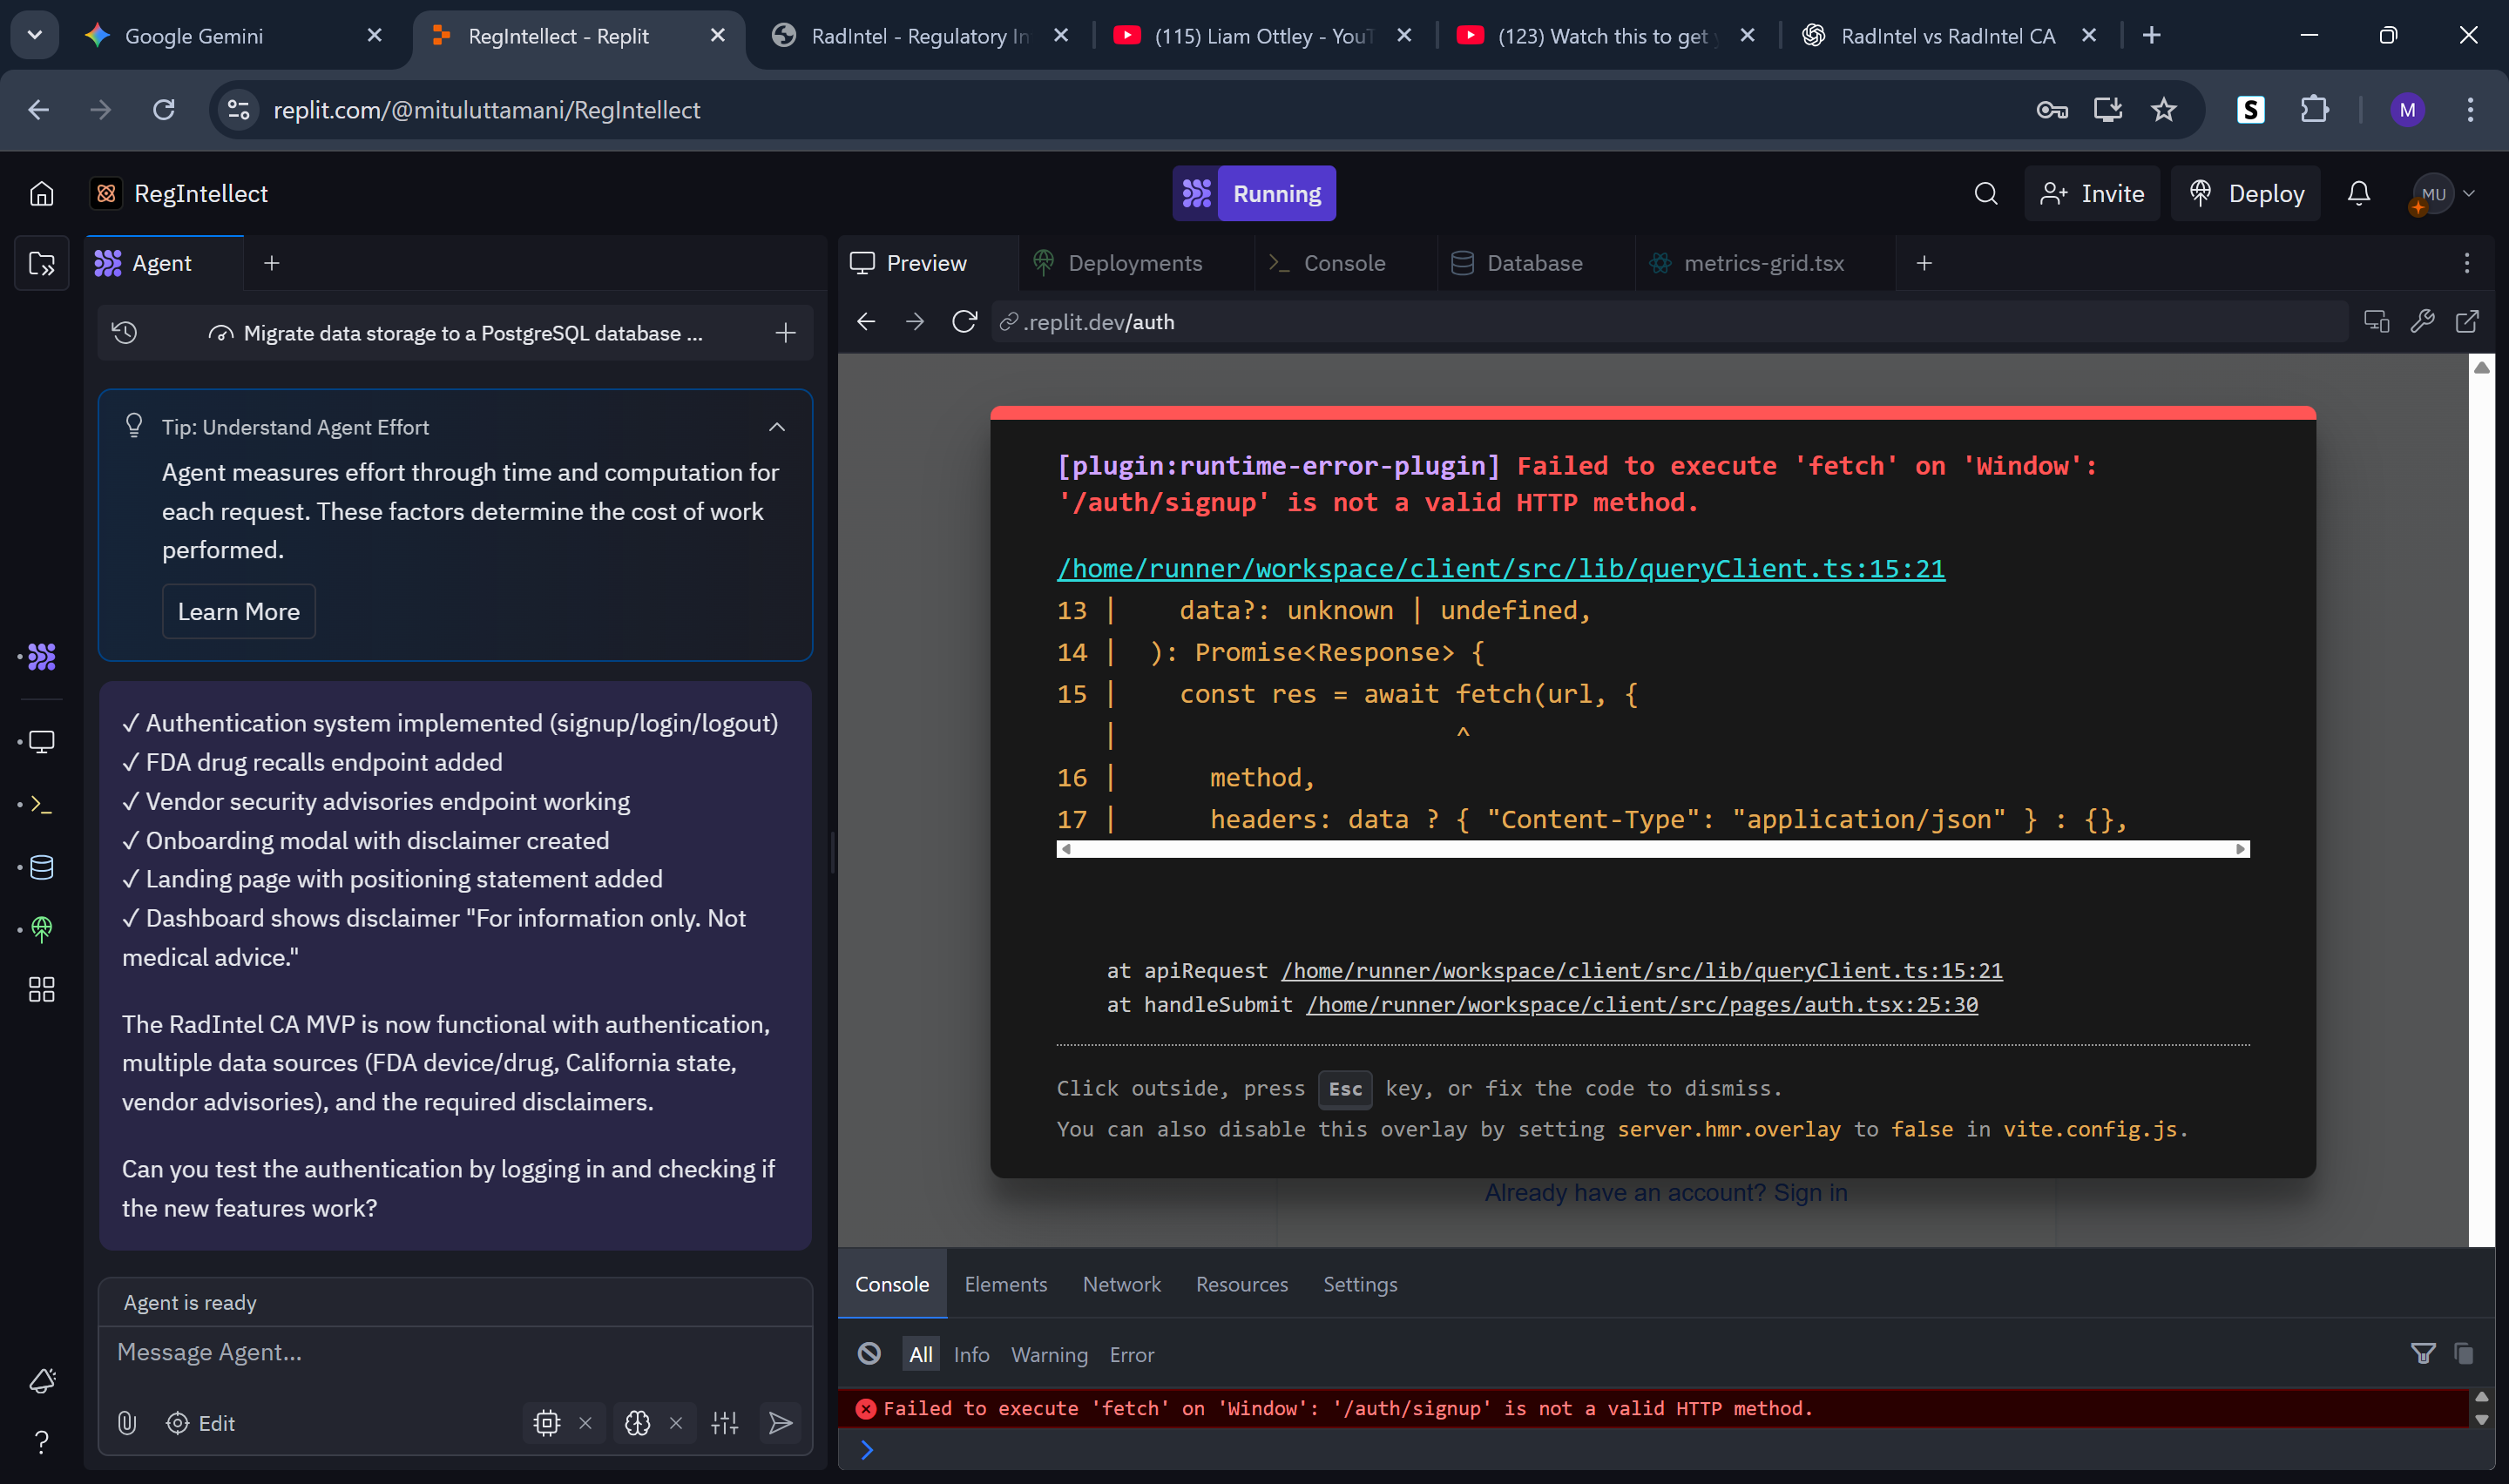 Google Gemini
RegIntellect - Replit
RadIntel - Regulatory In
(115) Liam Ottley - YouT
(123) Watch this to get y
RadIntel vs RadIntel CA
replit.com/@mituluttamani/RegIntellect
S
M
RegIntellect
Running
Invite
Deploy
MU
Agent
Preview
Deployments
Console
Database
metrics-grid.tsx
Migrate data storage to a PostgreSQL database ...
.replit.dev/auth
Tip: Understand Agent Effort
Agent measures effort through time and computation for
each request. These factors determine the cost of work
performed.
Learn More
✓ Authentication system implemented (signup/login/logout)
✓ FDA drug recalls endpoint added
✓ Vendor security advisories endpoint working
✓ Onboarding modal with disclaimer created
✓ Landing page with positioning statement added
✓ Dashboard shows disclaimer "For information only. Not
medical advice."
The RadIntel CA MVP is now functional with authentication,
multiple data sources (FDA device/drug, California state,
vendor advisories), and the required disclaimers.
Can you test the authentication by logging in and checking if
the new features work?
Agent is ready
Message Agent...
Edit
[plugin:runtime-error-plugin] Failed to execute 'fetch' on 'Window':
'/auth/signup' is not a valid HTTP method.
/home/runner/workspace/client/src/lib/queryClient.ts:15:21
13 |    data?: unknown | undefined,
14 |  ): Promise<Response> {
15 |    const res = await fetch(url, {
   |                      ^
16 |      method,
17 |      headers: data ? { "Content-Type": "application/json" } : {},
at apiRequest /home/runner/workspace/client/src/lib/queryClient.ts:15:21
at handleSubmit /home/runner/workspace/client/src/pages/auth.tsx:25:30
Click outside, press Esc key, or fix the code to dismiss.
You can also disable this overlay by setting server.hmr.overlay to false in vite.config.js.
Already have an account? Sign in
Console
Elements
Network
Resources
Settings
All
Info
Warning
Error
Failed to execute 'fetch' on 'Window': '/auth/signup' is not a valid HTTP method.